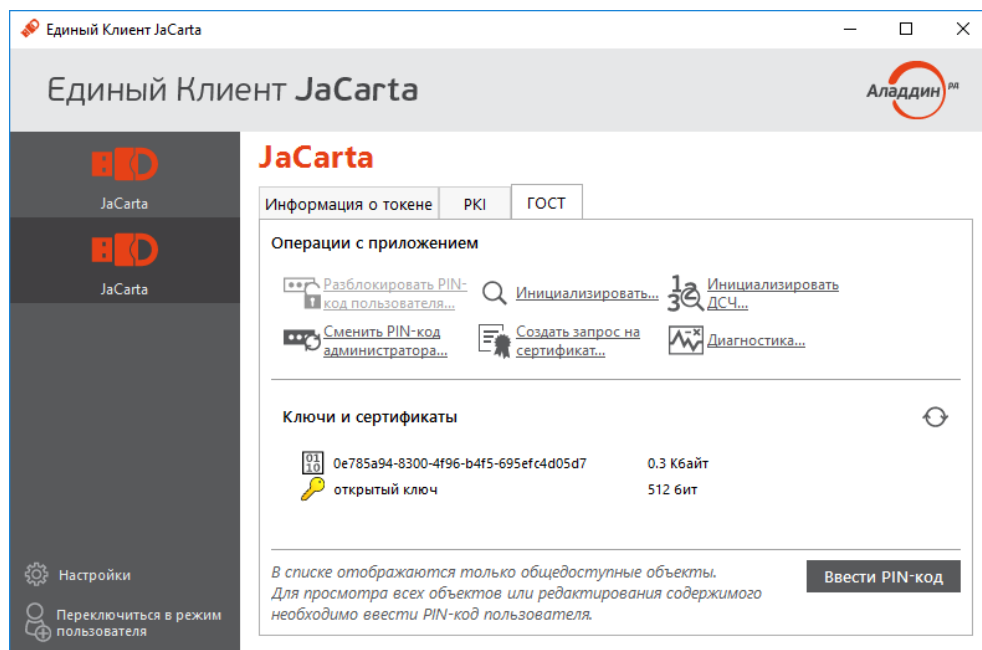 Единый Клиент JaCarta
Единый Клиент JaCarta
Аладдин РД
JaCarta
JaCarta
Настройки
Переключиться в режим
пользователя
JaCarta
Информация о токене PKI ГОСТ
Операции с приложением
Разблокировать PIN-
код пользователя...
Инициализировать...
Инициализировать
ДСЧ...
Сменить PIN-код
администратора...
Создать запрос на
сертификат...
Диагностика...
Ключи и сертификаты
0e785a94-8300-4f96-b4f5-695efc4d05d7 0.3 Кбайт
открытый ключ 512 бит
В списке отображаются только общедоступные объекты.
Для просмотра всех объектов или редактирования содержимого
необходимо ввести PIN-код пользователя.
Ввести PIN-код